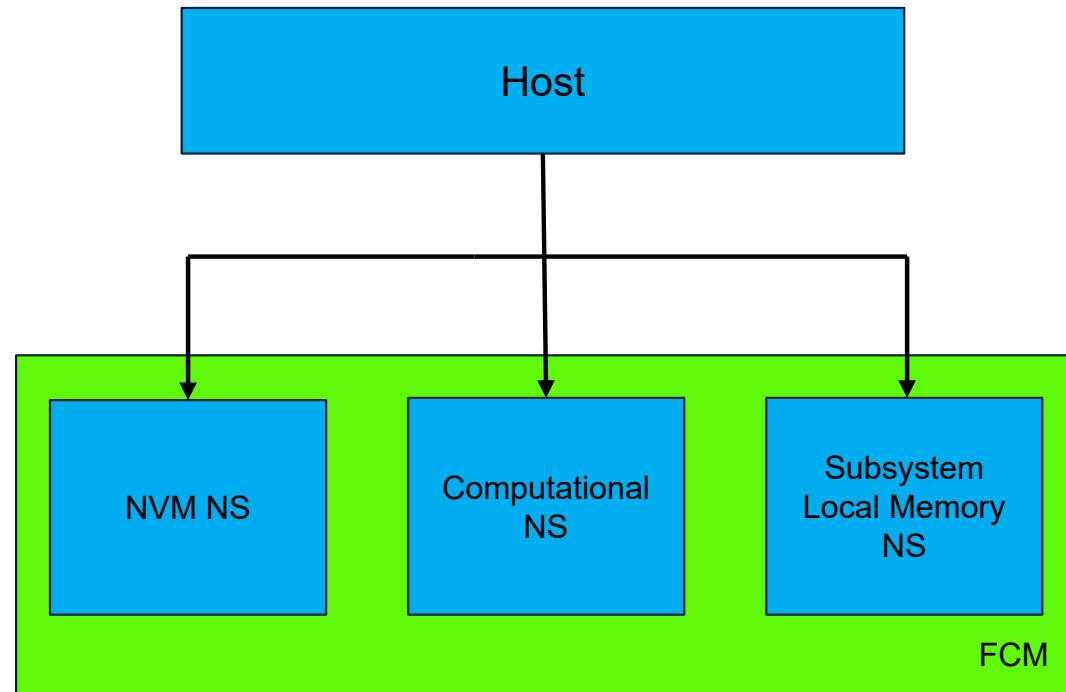 Host
NVM NS
Computational
NS
Subsystem
Local Memory
NS
FCM